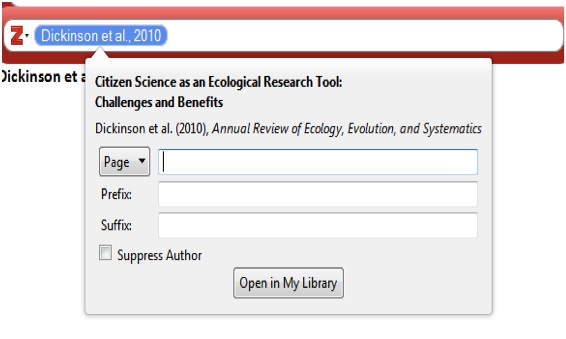 Z Dickinson et al., 2010
Dickinson et a
Citizen Science as an Ecological Research Tool:
Challenges and Benefits
Dickinson et al. (2010), Annual Review of Ecology, Evolution, and Systematics
Page
Prefix:
Suffix:
Suppress Author
Open in My Library